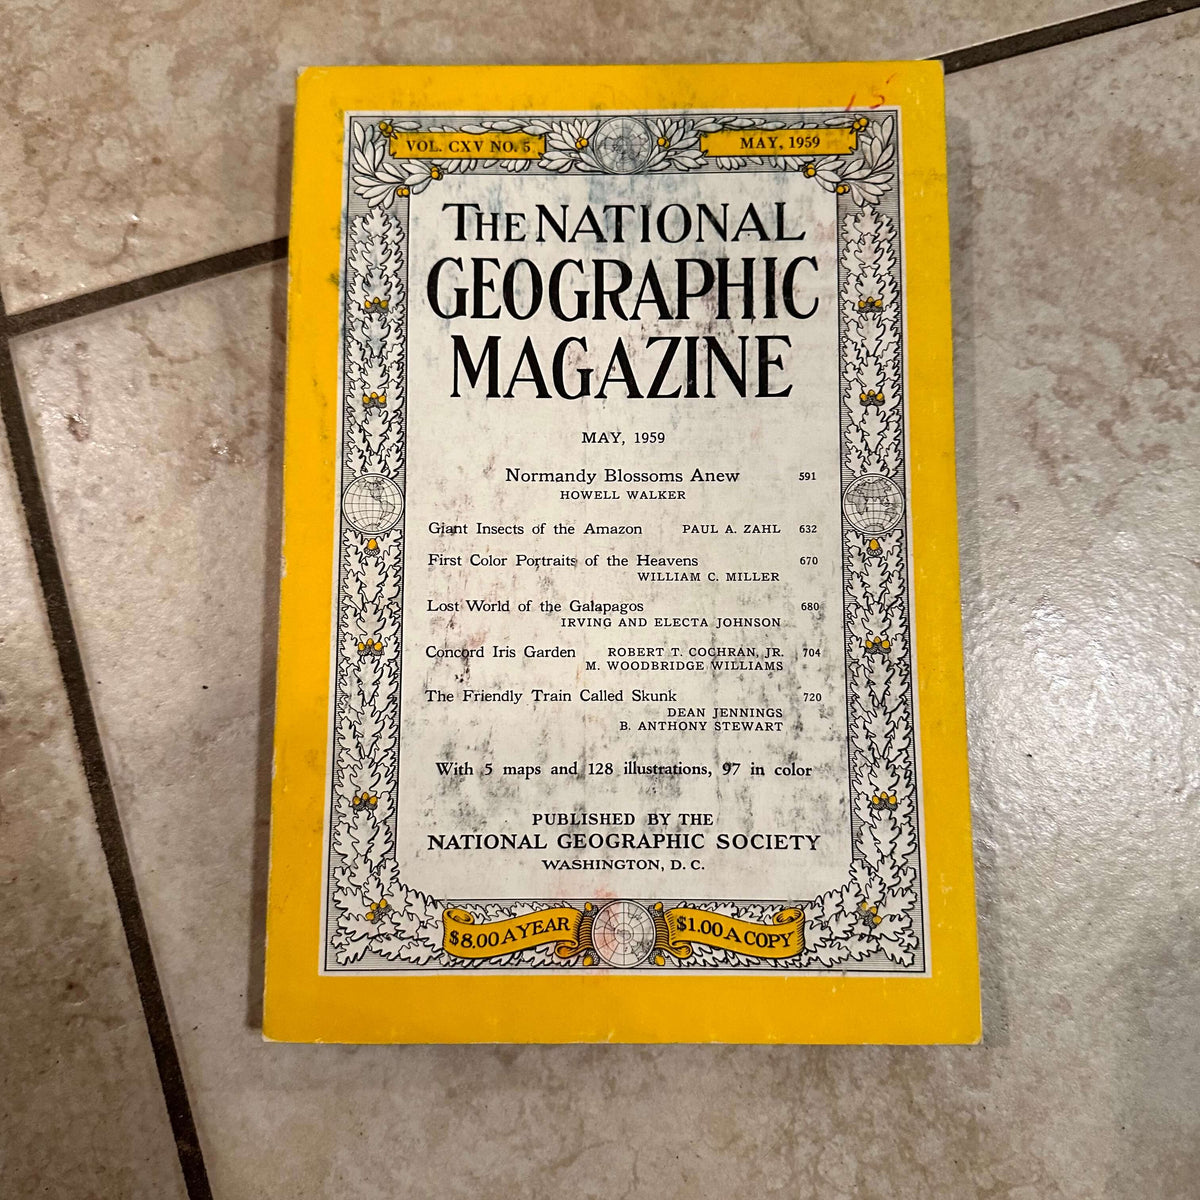 15
VOL. CXV NO. 5
MAY, 1959
THE NATIONAL
GEOGRAPHIC
MAGAZINE
MAY, 1959
Normandy Blossoms Anew 591
HOWELL WALKER
Giant Insects of the Amazon PAUL A. ZAHL 632
First Color Portraits of the Heavens 670
WILLIAM C. MILLER
Lost World of the Galapagos 680
IRVING AND ELECTA JOHNSON
Concord Iris Garden ROBERT T. COCHRAN, JR. 704
M. WOODBRIDGE WILLIAMS
The Friendly Train Called Skunk 720
DEAN JENNINGS
B. ANTHONY STEWART
With 5 maps and 128 illustrations, 97 in color
PUBLISHED BY THE
NATIONAL GEOGRAPHIC SOCIETY
WASHINGTON, D. C.
$8.00 A YEAR
$1.00 A COPY